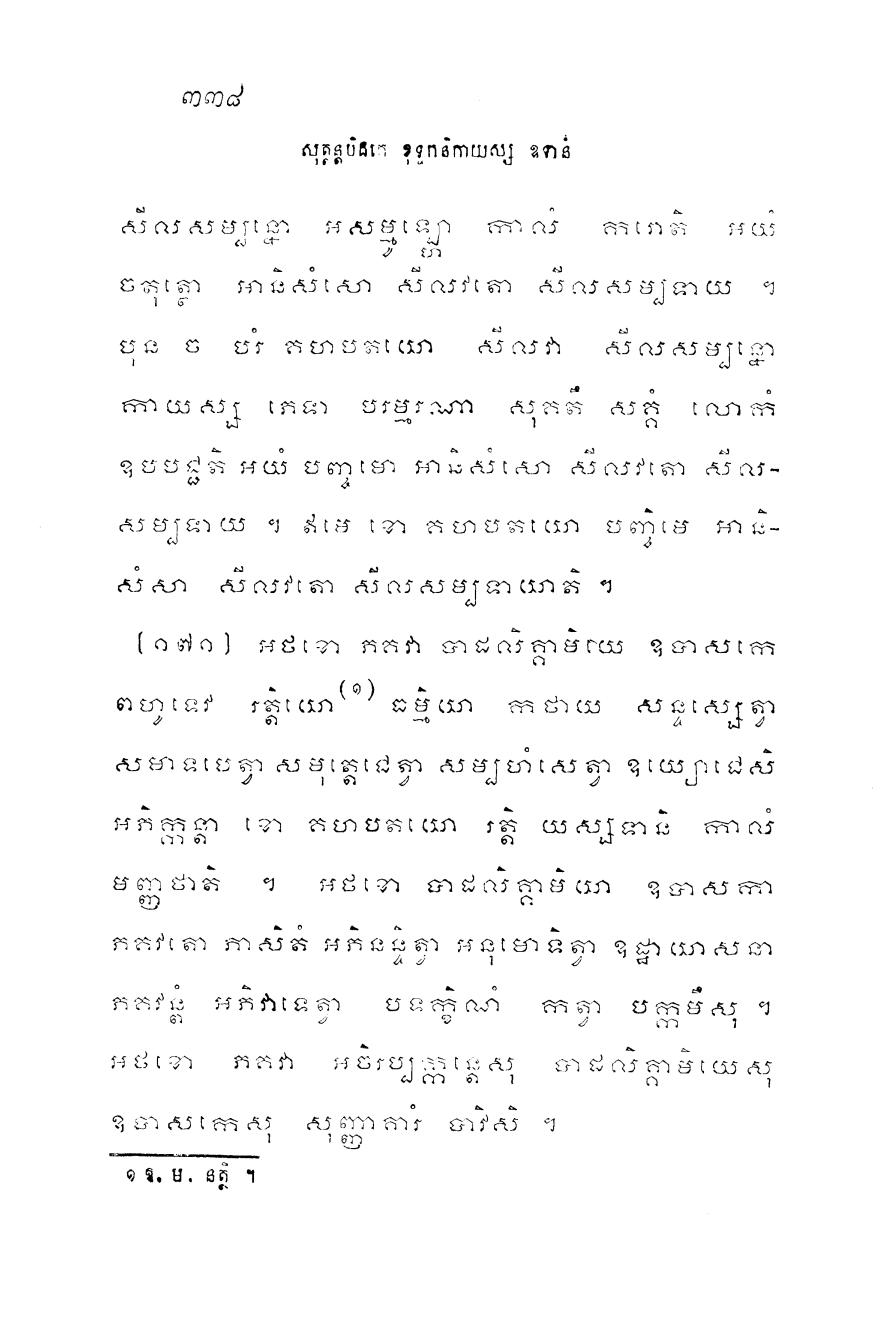 ៣៣៨
សុត្តន្តបិដកេ ខុទ្ទកនិកាយស្ស ឧទានំ
សីលសម្បន្នោ អសម្មូឡ្ហោ កាលំ ករោតិ អយំ
ចតុត្ថោ អានិសំសោ សីលវតោ សីលសម្បទាយ ។
បុន ច បរំ គហបតយោ សីលវា សីលសម្បន្នោ
កាយស្ស ភេទា បរម្មរណា សុគតឹ សគ្គំ លោកំ
ឧបបជ្ជតិ អយំ បញ្ចមោ អានិសំសោ សីលវតោ សីល-
សម្បទាយ ។ ឥមេ ខោ គហបតយោ បញ្ចិមេ អានិ-
សំសា សីលវតោ សីលសម្បទាយាតិ ។
[១៧១] អថខោ ភគវា បាដលិគ្គាមិយេ ឧបាសកេ
ពហូទេវ រត្តិយោ(១) ធម្មិយា កថាយ សន្ទស្សេត្វា
សមាទបេត្វា សមុត្តេជេត្វា សម្បហំសេត្វា ឧយ្យោជេសិ
អភិក្កន្តា ខោ គហបតយោ រត្តិ យស្សទានិ កាលំ
មញ្ញថាតិ ។ អថខោ បាដលិគ្គាមិយា ឧបាសកា
ភគវតោ ភាសិតំ អភិនន្ទិត្វា អនុមោទិត្វា ឧដ្ឋាយាសនា
ភគវន្តំ អភិវាទេត្វា បទក្ខិណំ កត្វា បក្កមឹសុ ។
អថខោ ភគវា អចិរប្បក្កន្តេសុ បាដលិគ្គាមិយេសុ
ឧបាសកេសុ សុញ្ញាគារំ បាវិសិ ។
១ ឱ. ម. នត្ថិ ។